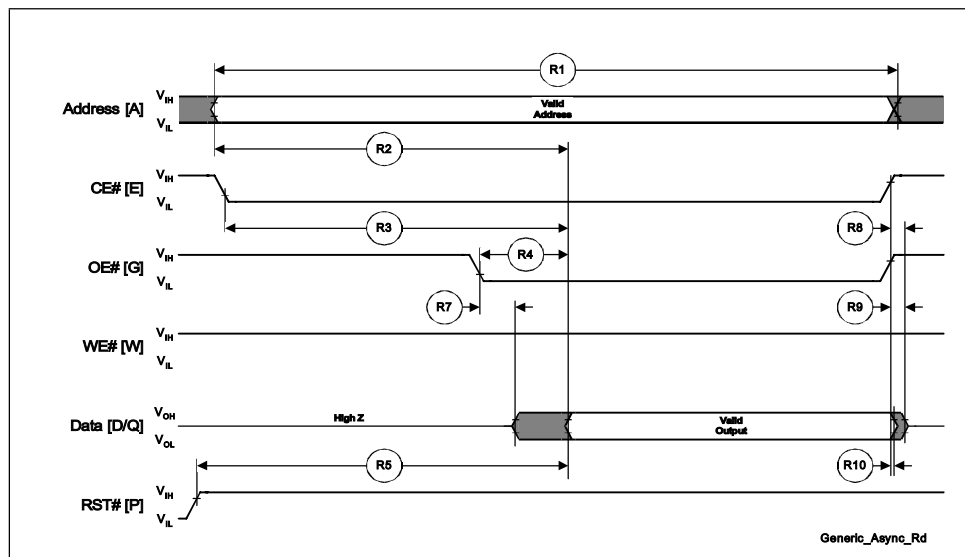 R1
Address [A]
VIH
VIL
Valid
Address
R2
CE# [E]
VIH
VIL
R3
R8
OE# [G]
VIH
VIL
R4
R7
R9
WE# [W]
VIH
VIL
Data [D/Q]
VOH
VOL
High Z
Valid
Output
R5
R10
RST# [P]
VIH
VIL
Generic_Async_Rd